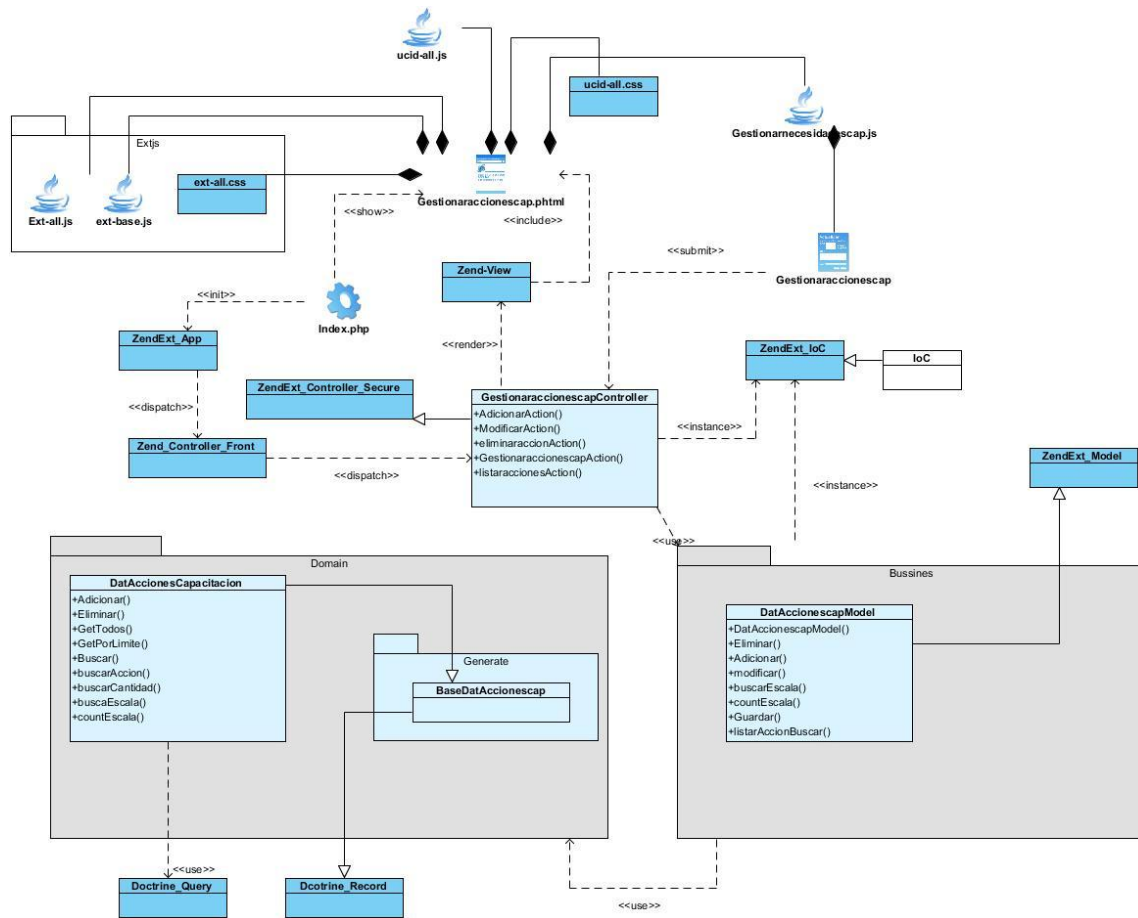 ucid-all.js
ucid-all.css
Gestionarnecesidadescap.js
Extjs
ext-all.css
Ext-all.js
ext-base.js
Gestionaraccionescap.phtml
<<show>>
<<include>>
<<submit>>
Zend-View
Gestionaraccionescap
<<init>>
Index.php
ZendExt_App
<<render>>
ZendExt_IoC
IoC
ZendExt_Controller_Secure
<<dispatch>>
GestionaraccionescapController
+AdicionarAction()
+ModificarAction()
+eliminaraccionAction()
+GestionaraccionescapAction()
+listaraccionesAction()
<<instance>>
Zend_Controller_Front
<<dispatch>>
ZendExt_Model
<<instance>>
<<use>>
Domain
DatAccionesCapacitacion
+Adicionar()
+Eliminar()
+GetTodos()
+GetPorLimite()
+Buscar()
+buscarAccion()
+buscarCantidad()
+buscaEscala()
+countEscala()
Generate
BaseDatAccionescap
Bussines
DatAccionescapModel
+DatAccionescapModel()
+Eliminar()
+Adicionar()
+modificar()
+buscarEscala()
+countEscala()
+Guardar()
+listarAccionBuscar()
<<use>>
Doctrine_Query
Dcotrine_Record
<<use>>